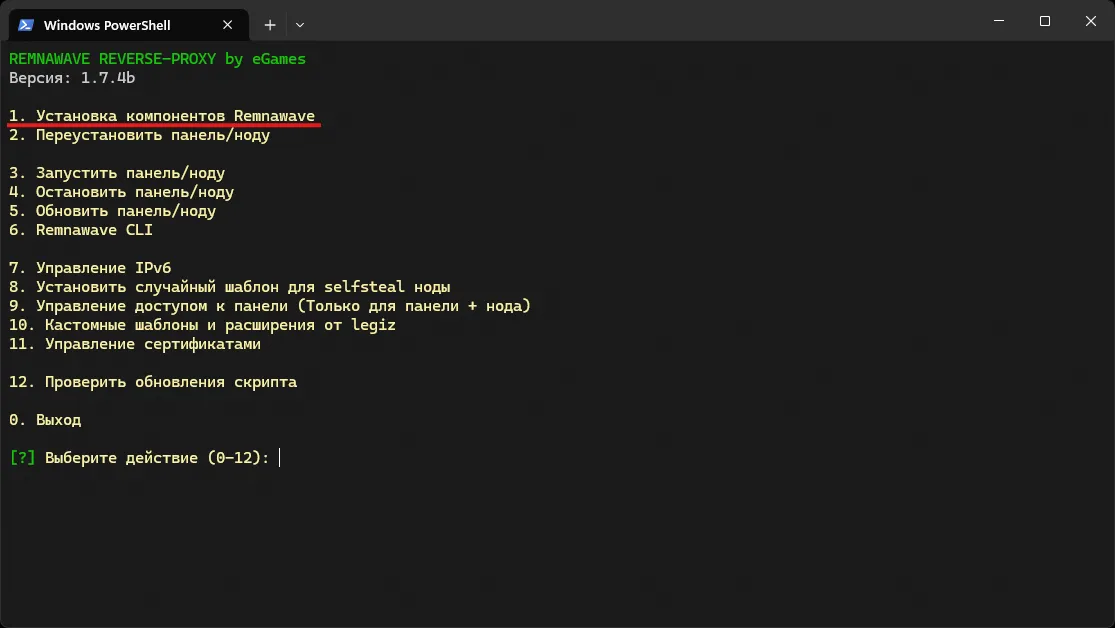 Windows PowerShell
REMNAWAVE REVERSE-PROXY by eGames
Версия: 1.7.4b
1. Установка компонентов Remnawave
2. Переустановить панель/ноду
3. Запустить панель/ноду
4. Остановить панель/ноду
5. Обновить панель/ноду
6. Remnawave CLI
7. Управление IPv6
8. Установить случайный шаблон для selfsteal ноды
9. Управление доступом к панели (Только для панели + нода)
10. Кастомные шаблоны и расширения от legiz
11. Управление сертификатами
12. Проверить обновления скрипта
0. Выход
[?] Выберите действие (0-12):